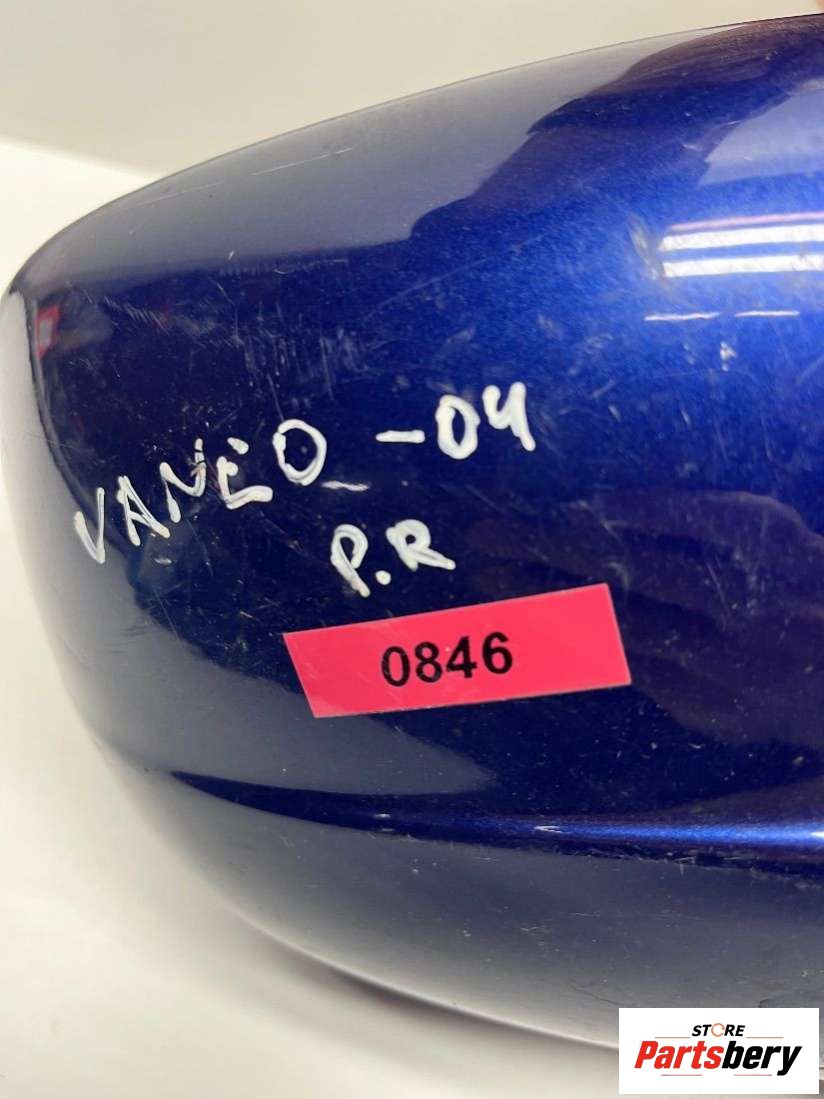 VANEO -04
P.R
0846
STORE
Partsbery